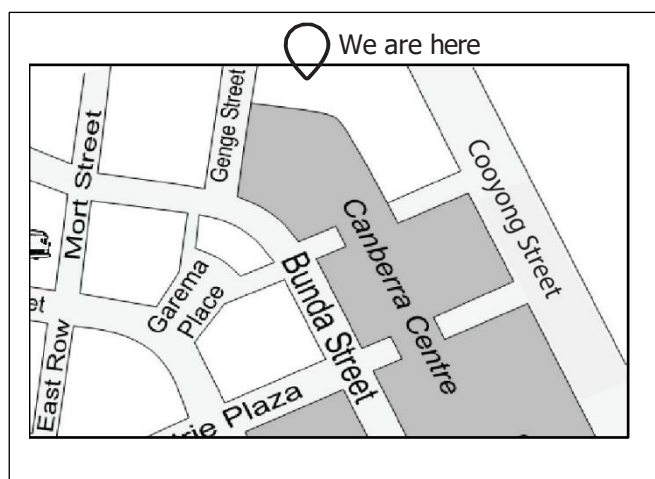 We are here
Mort Street
Genge Street
Cooyong Street
Canberra Centre
Garema
Place
Bunda Street
East Row
Plaza